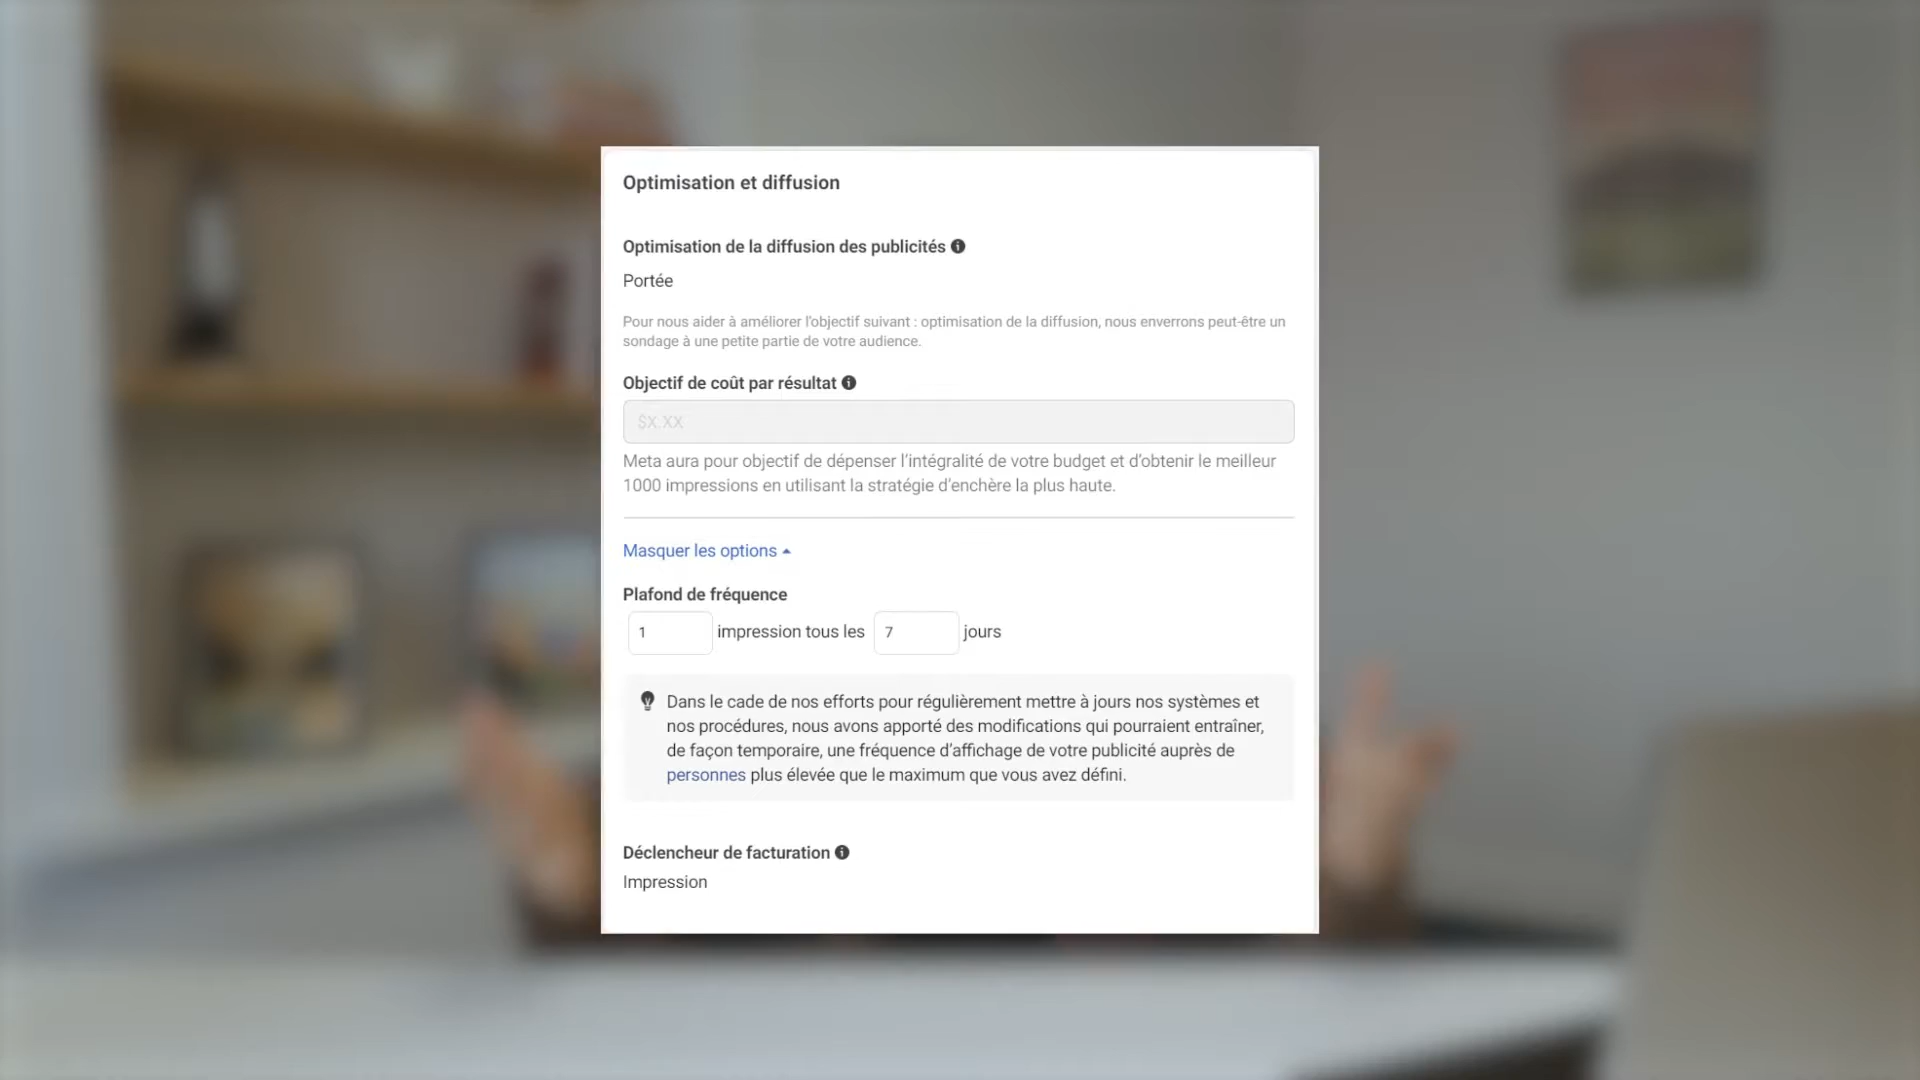 Optimisation et diffusion
Optimisation de la diffusion des publicités
Portée
Pour nous aider à améliorer l'objectif suivant : optimisation de la diffusion, nous enverrons peut-être un
sondage à une petite partie de votre audience.
Objectif de coût par résultat
$X.XX
Meta aura pour objectif de dépenser l'intégralité de votre budget et d'obtenir le meilleur
1000 impressions en utilisant la stratégie d'enchère la plus haute.
Masquer les options
Plafond de fréquence
1 impression tous les 7 jours
Dans le cade de nos efforts pour régulièrement mettre à jours nos systèmes et
nos procédures, nous avons apporté des modifications qui pourraient entraîner,
de façon temporaire, une fréquence d'affichage de votre publicité auprès de
personnes plus élevée que le maximum que vous avez défini.
Déclencheur de facturation
Impression